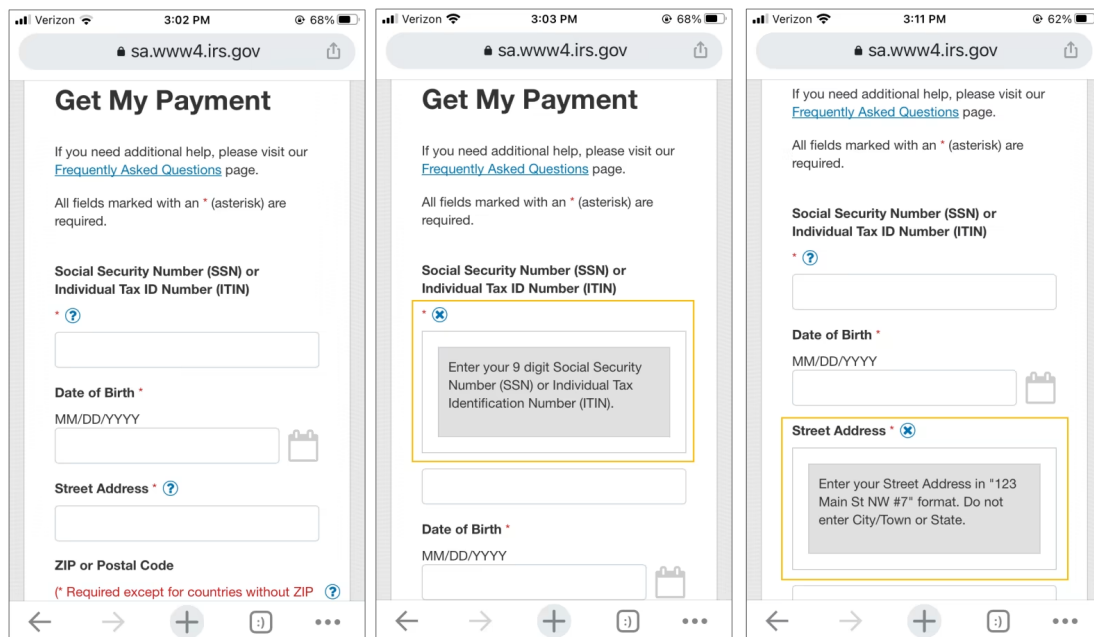 Verizon 3:02 PM 68%
sa.www4.irs.gov
Get My Payment
If you need additional help, please visit our
Frequently Asked Questions page.
All fields marked with an * (asterisk) are
required.
Social Security Number (SSN) or
Individual Tax ID Number (ITIN)
* ?
Date of Birth *
MM/DD/YYYY
Street Address * ?
ZIP or Postal Code
(* Required except for countries without ZIP ?
:)
Verizon 3:03 PM 68%
sa.www4.irs.gov
Get My Payment
If you need additional help, please visit our
Frequently Asked Questions page.
All fields marked with an * (asterisk) are
required.
Social Security Number (SSN) or
Individual Tax ID Number (ITIN)
*
Enter your 9 digit Social Security
Number (SSN) or Individual Tax
Identification Number (ITIN).
Date of Birth *
MM/DD/YYYY
:)
Verizon 3:11 PM 62%
sa.www4.irs.gov
If you need additional help, please visit our
Frequently Asked Questions page.
All fields marked with an * (asterisk) are
required.
Social Security Number (SSN) or
Individual Tax ID Number (ITIN)
* ?
Date of Birth *
MM/DD/YYYY
Street Address *
Enter your Street Address in "123
Main St NW #7" format. Do not
enter City/Town or State.
:)